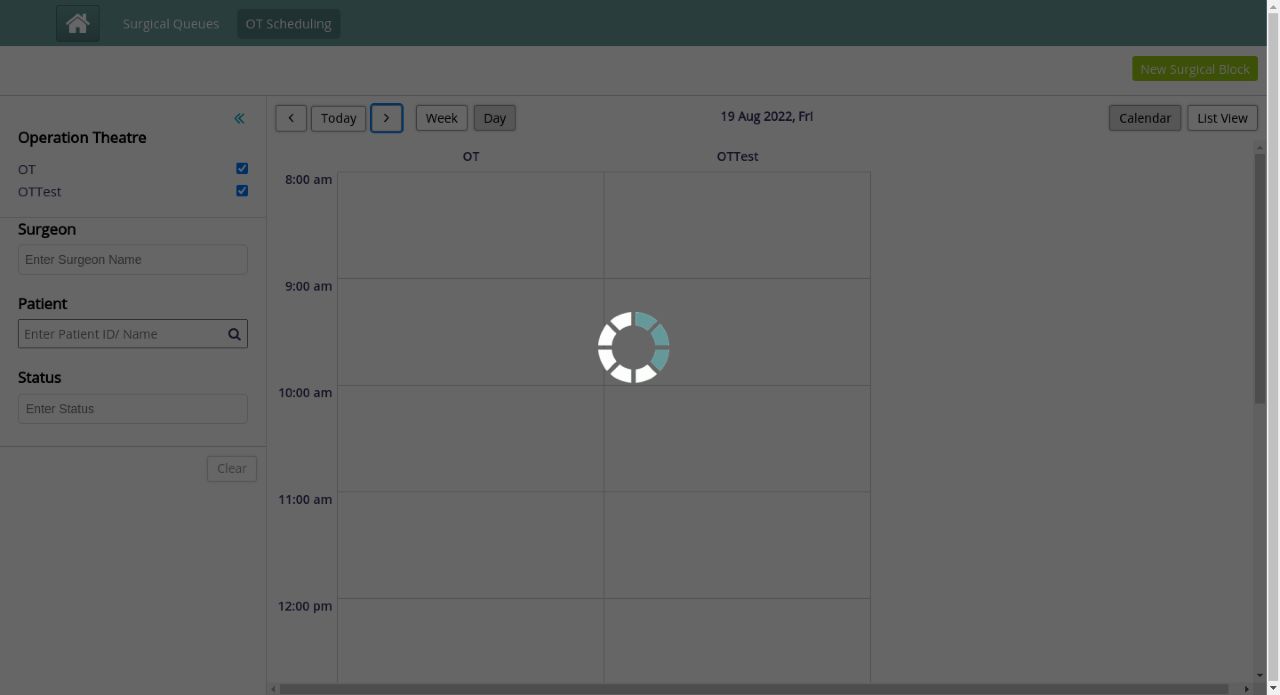 Surgical Queues
OT Scheduling
New Surgical Block
Today
Week
Day
19 Aug 2022, Fri
Calendar
List View
Operation Theatre
OT
OTTest
Surgeon
Enter Surgeon Name
Patient
Enter Patient ID/ Name
Status
Enter Status
Clear
OT
OTTest
8:00 am
9:00 am
10:00 am
11:00 am
12:00 pm